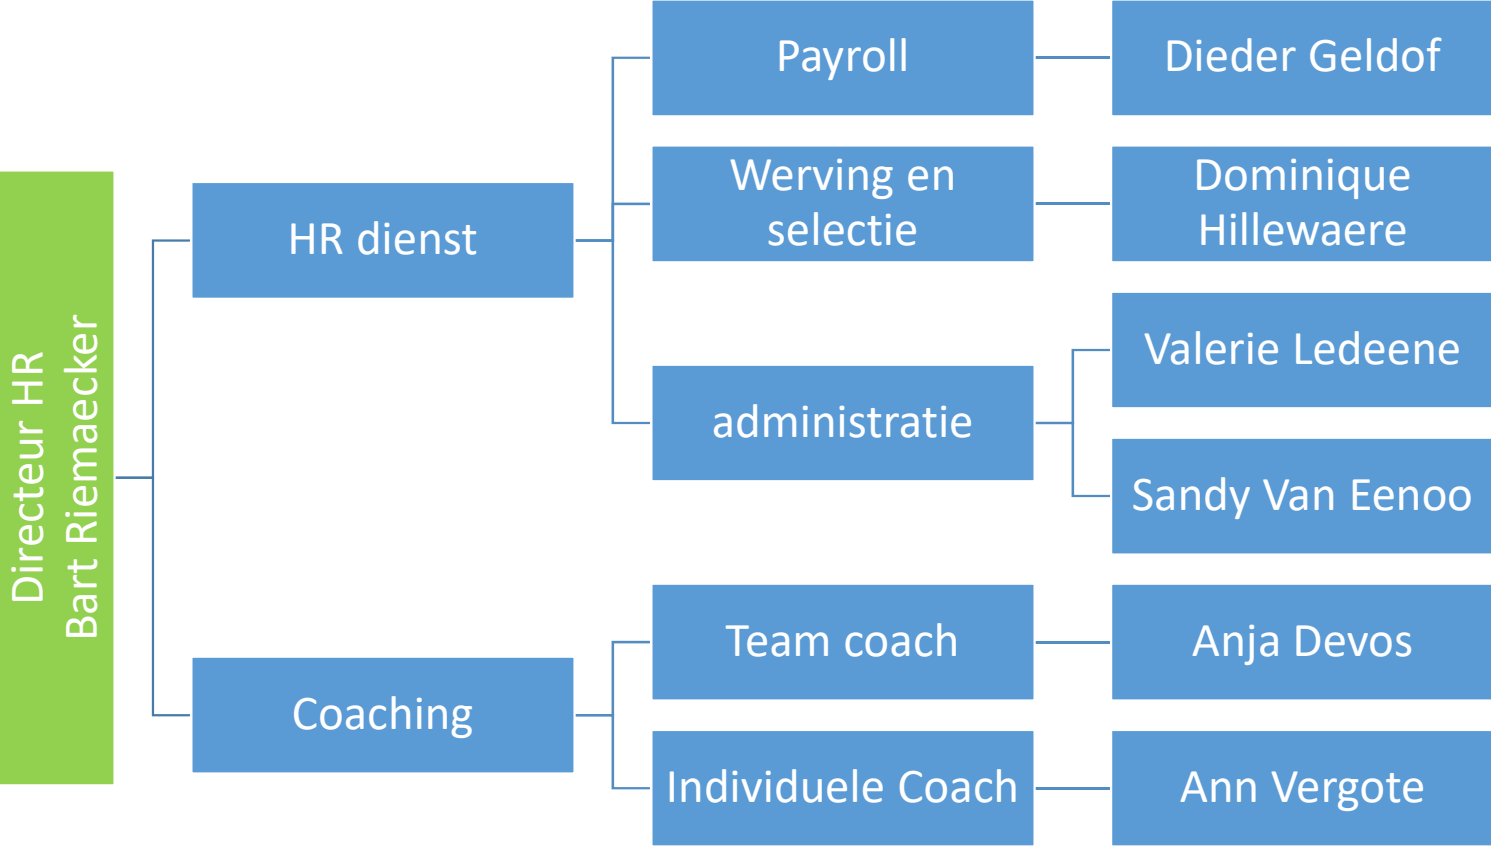 Directeur HR
Bart Riemaecker
HR dienst
Payroll
Dieder Geldof
Werving en
selectie
Dominique
Hillewaere
administratie
Valerie Ledeene
Sandy Van Eenoo
Coaching
Team coach
Anja Devos
Individuele Coach
Ann Vergote